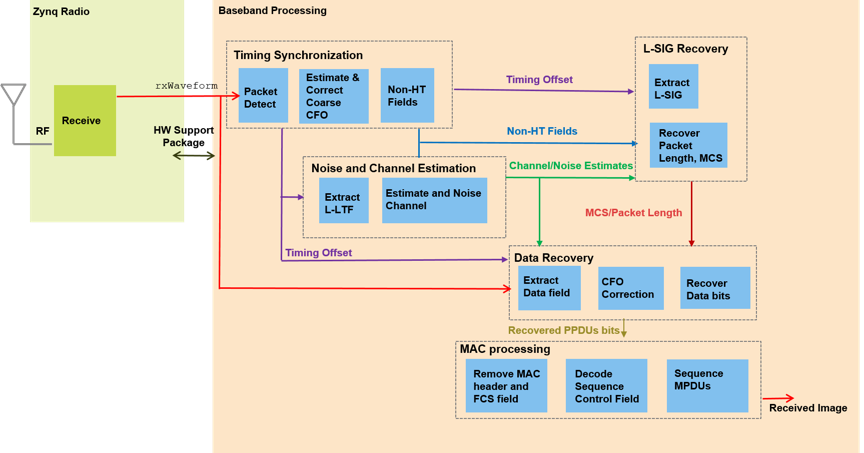 Zynq Radio
Baseband Processing
RF
Receive
rxWaveform
HW Support
Package
Timing Synchronization
Packet
Detect
Estimate &
Correct
Coarse
CFO
Non-HT
Fields
Timing Offset
Non-HT Fields
Channel/Noise Estimates
L-SIG Recovery
Extract
L-SIG
Recover
Packet
Length, MCS
Noise and Channel Estimation
Extract
L-LTF
Estimate and Noise
Channel
MCS/Packet Length
Timing Offset
Data Recovery
Extract
Data field
CFO
Correction
Recover
Data bits
Recovered PPDUs bits
MAC processing
Remove MAC
header and
FCS field
Decode
Sequence
Control Field
Sequence
MPDUs
Received Image